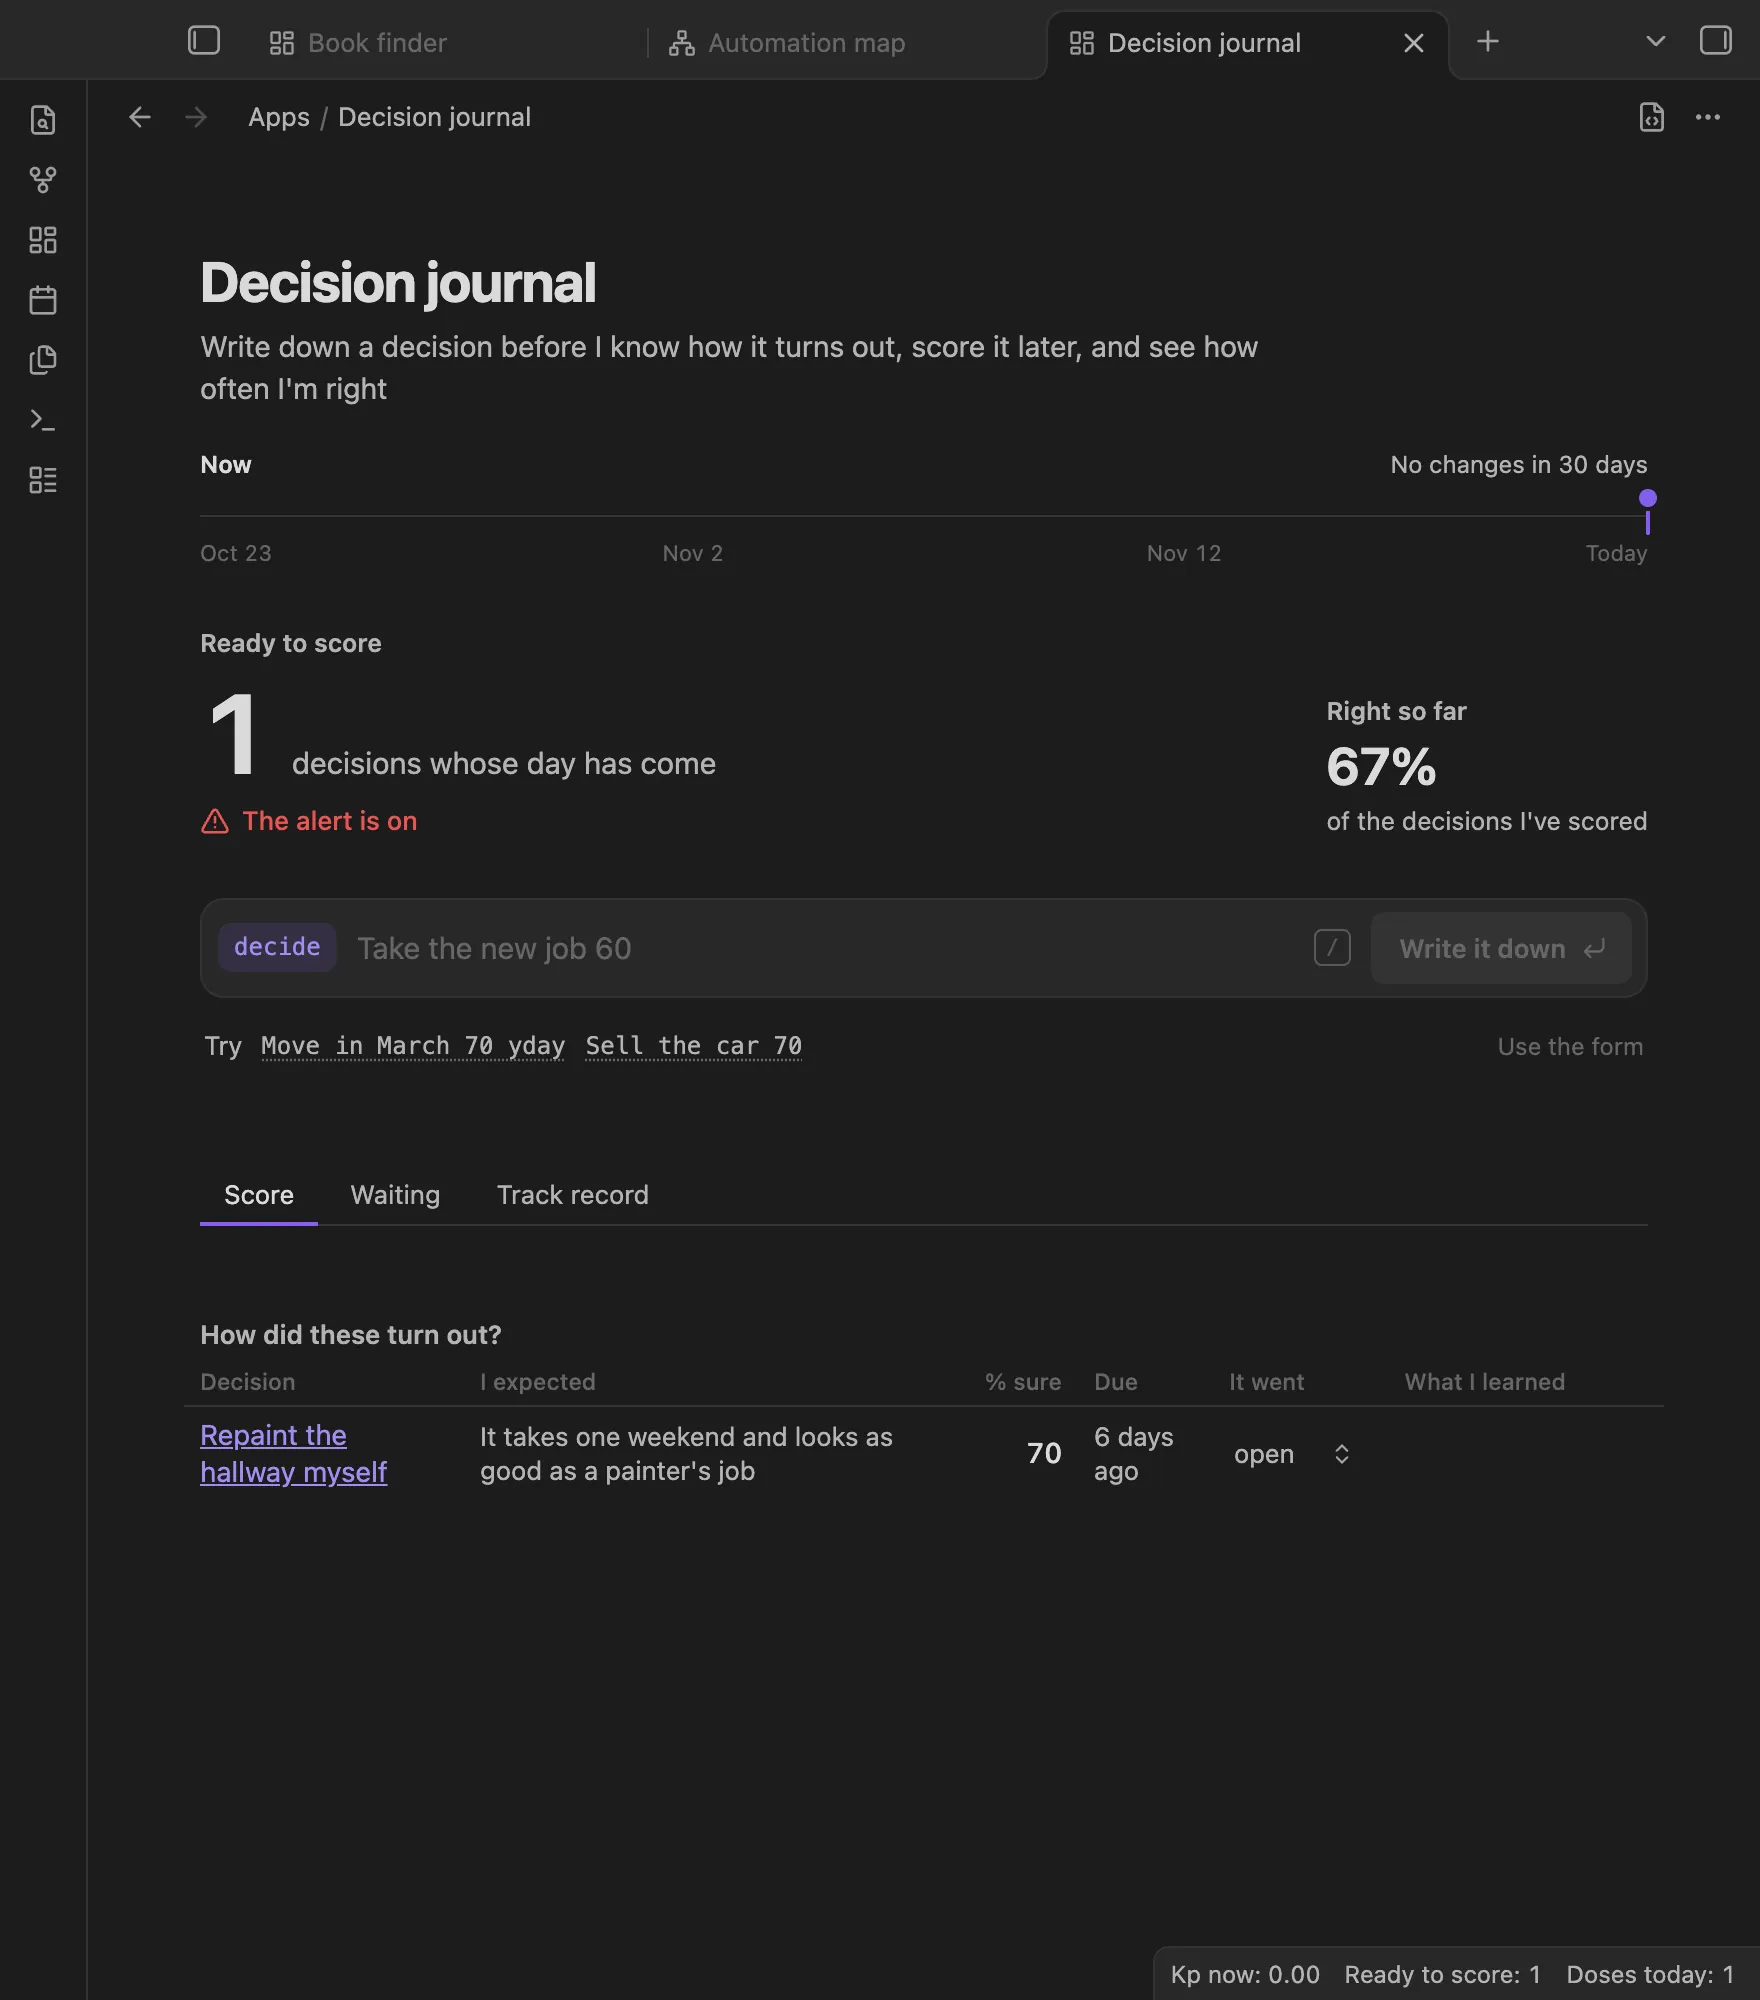 Book finder
Automation map
Decision journal
Apps / Decision journal
Decision journal
Write down a decision before I know how it turns out, score it later, and see how
often I'm right
Now
No changes in 30 days
Oct 23
Nov 2
Nov 12
Today
Ready to score
1 decisions whose day has come
The alert is on
Right so far
67%
of the decisions I've scored
decide Take the new job 60
/
Write it down
Try Move in March 70 yday Sell the car 70
Use the form
Score
Waiting
Track record
How did these turn out?
Decision
I expected
% sure
Due
It went
What I learned
Repaint the
hallway myself
It takes one weekend and looks as
good as a painter's job
70
6 days
ago
open
Kp now: 0.00
Ready to score: 1
Doses today: 1